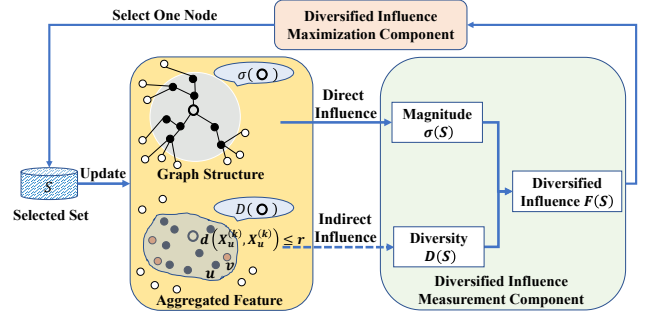 Select One Node
Diversified Influence
Maximization Component
σ(O)
Direct
Influence
Magnitude
σ(S)
Graph Structure
Update
S
Selected Set
Diversified
Influence F(S)
D(O)
Indirect
Influence
d(X_u^{(k)}, X_u^{(k)}) ≤ r
v
u
Diversity
D(S)
Aggregated Feature
Diversified Influence
Measurement Component